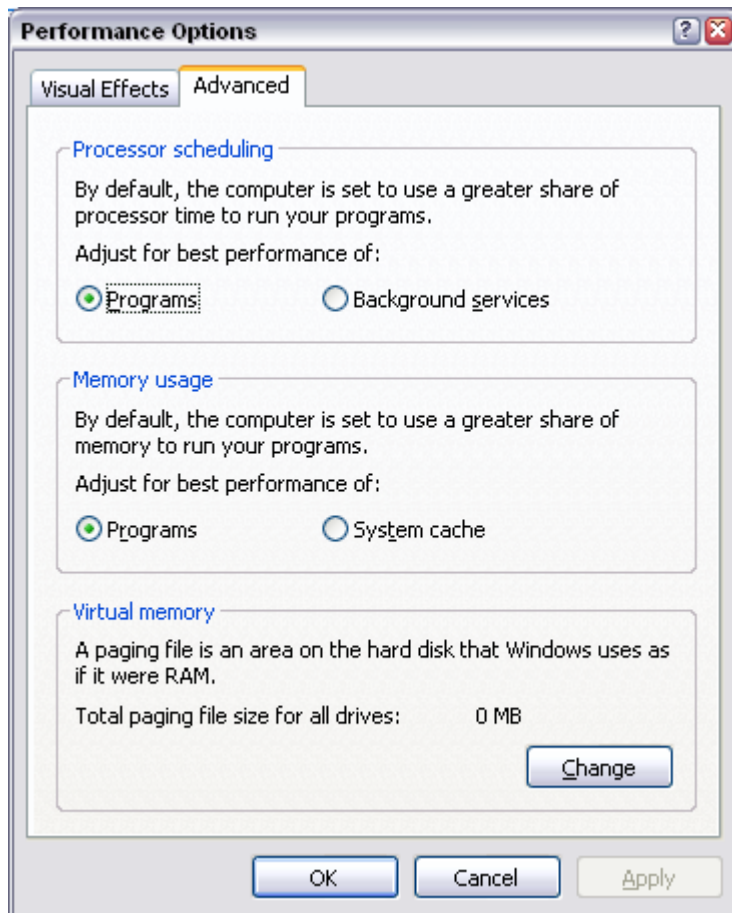 Performance Options
Visual Effects
Advanced
Processor scheduling
By default, the computer is set to use a greater share of
processor time to run your programs.
Adjust for best performance of:
Programs
Background services
Memory usage
By default, the computer is set to use a greater share of
memory to run your programs.
Adjust for best performance of:
Programs
System cache
Virtual memory
A paging file is an area on the hard disk that Windows uses as
if it were RAM.
Total paging file size for all drives: 0 MB
Change
OK
Cancel
Apply